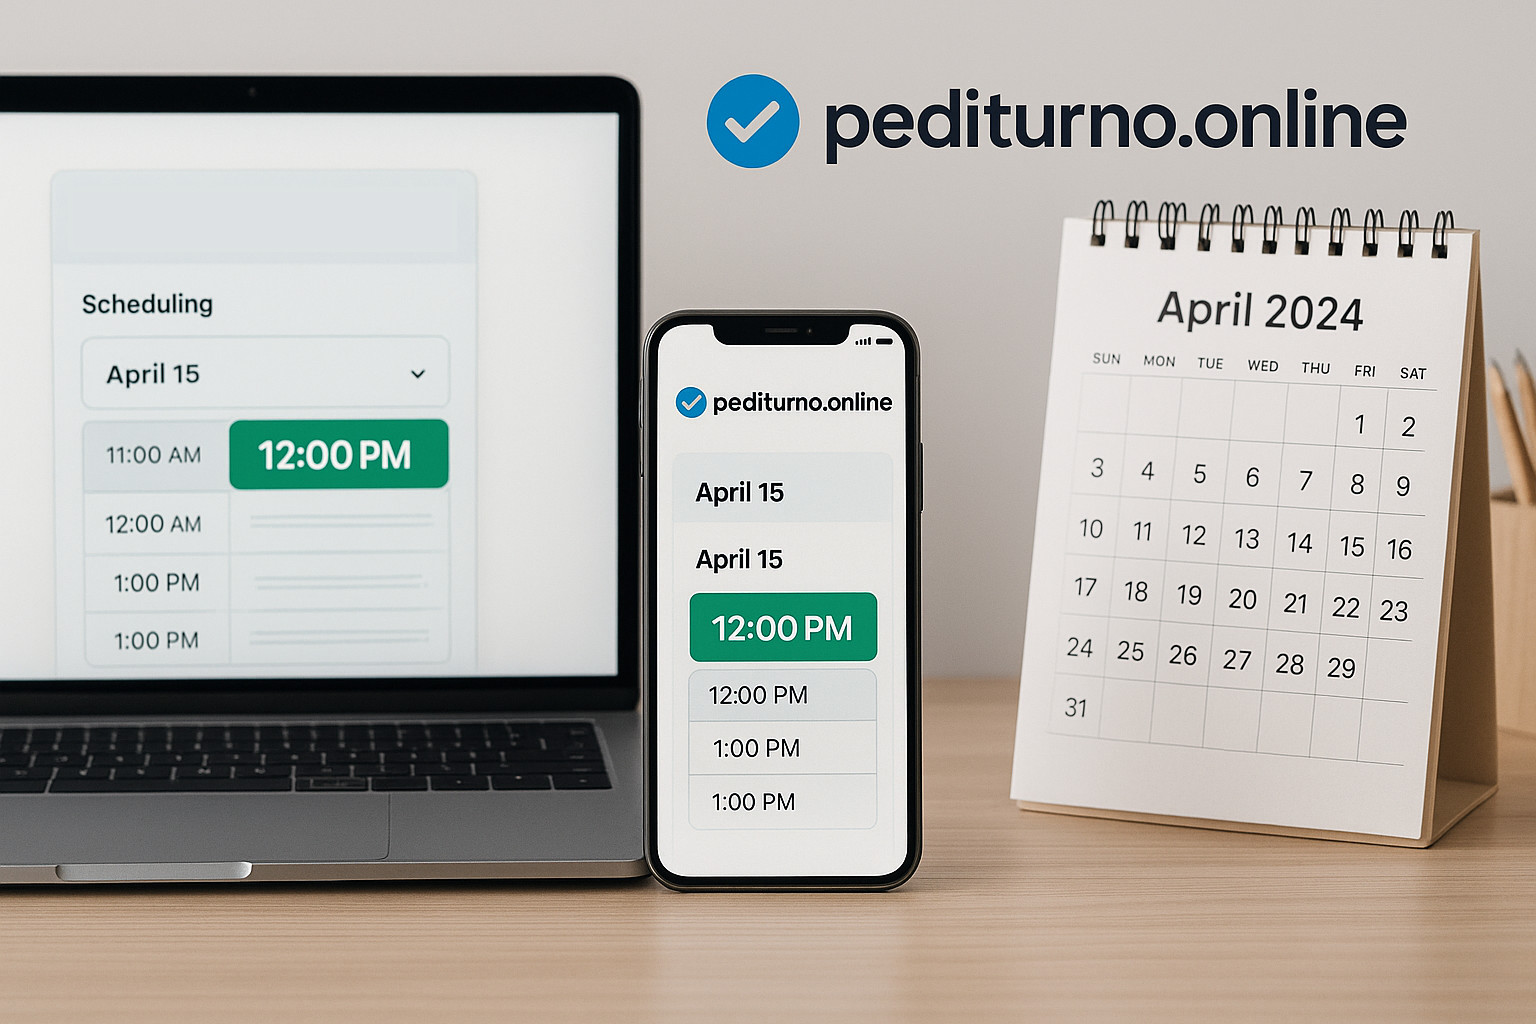 pediturno.online
Scheduling
April 15
11:00 AM 12:00 PM
12:00 AM
1:00 PM
1:00 PM
pediturno.online
April 15
April 15
12:00 PM
12:00 PM
1:00 PM
1:00 PM
April 2024
SUN MON TUE WED THU FRI SAT
1 2
3 4 5 6 7 8 9
10 11 12 13 14 15 16
17 18 19 20 21 22 23
24 25 26 27 28 29
31